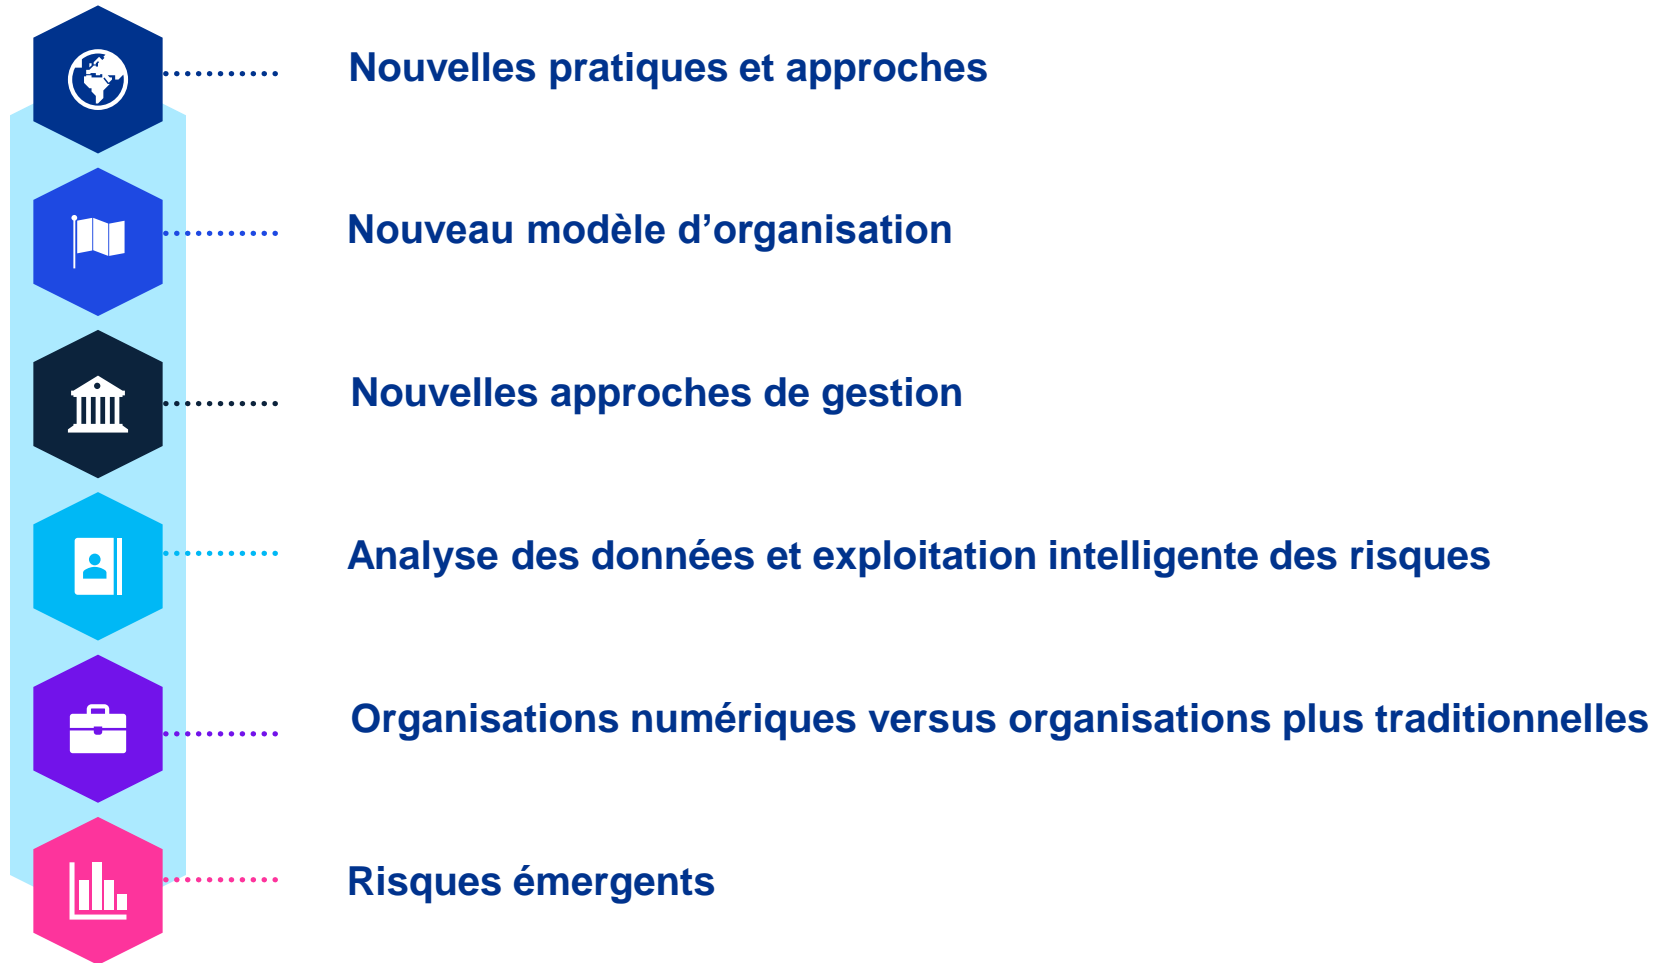 Nouvelles pratiques et approches
Nouveau modèle d’organisation
Nouvelles approches de gestion
Analyse des données et exploitation intelligente des risques
Organisations numériques versus organisations plus traditionnelles
Risques émergents